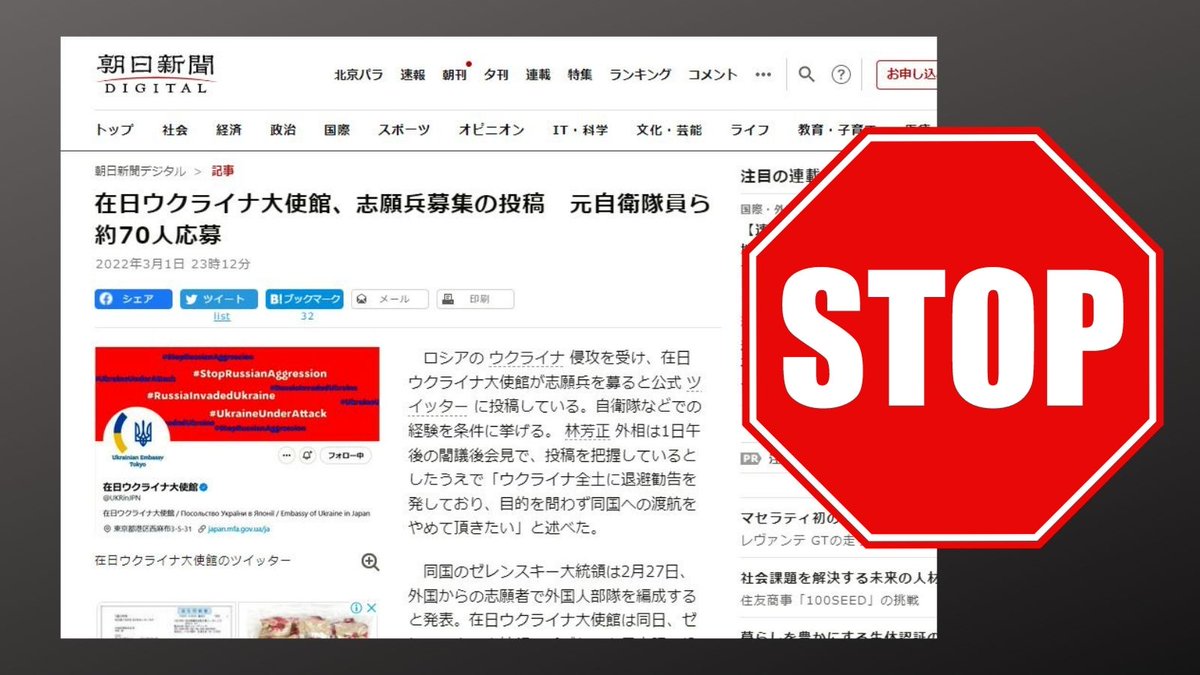 朝日新聞
DIGITAL
北京パラ 速報 朝刊 夕刊 連載 特集 ランキング コメント … ? お申し込
トップ 社会 経済 政治 国際 スポーツ オピニオン IT・科学 文化・芸能 ライフ 教育・子育
朝日新聞デジタル > 記事
在日ウクライナ大使館、志願兵募集の投稿 元自衛隊員ら
約70人応募
2022年3月1日 23時12分
シェア ツイート B!ブックマーク メール 印刷
list 32
#StopRussianAggression
#StopRussianAggression
#RussiaInvadedUkraine
#UkraineUnderAttack
#StopRussianAggression
Ukrainian Embassy
Tokyo
フォロー中
在日ウクライナ大使館
@UKRinJPN
在日ウクライナ大使館 / Посольство України в Японії / Embassy of Ukraine in Japan
東京都港区西麻布3-5-31 japan.mfa.gov.ua/ja
在日ウクライナ大使館のツイッター
ロシアの ウクライナ 侵攻を受け、在日
ウクライナ大使館が志願兵を募ると公式 ツ
イッター に投稿している。自衛隊などでの
経験を条件に挙げる。 林芳正 外相は1日午
後の閣議後会見で、投稿を把握していると
したうえで「ウクライナ全土に退避勧告を
発しており、目的を問わず同国への渡航を
やめて頂きたい」と述べた。
同国のゼレンスキー大統領は2月27日、
外国からの志願者で外国人部隊を編成する
と発表。在日ウクライナ大使館は同日、ゼ
注目の連載
国際・外
STOP
PR 注
マセラティ初の
レヴァンテ GTの走
社会課題を解決する未来の人材
住友商事「100SEED」の挑戦
暮らしを豊かにする生体認証の